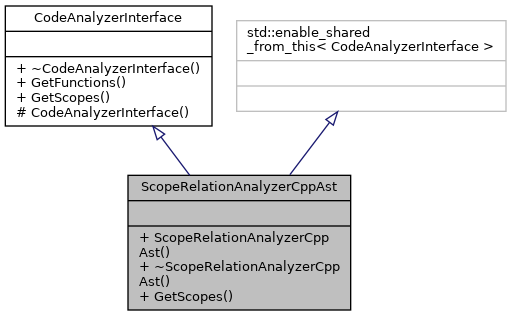 CodeAnalyzerInterface
+ ~CodeAnalyzerInterface()
+ GetFunctions()
+ GetScopes()
# CodeAnalyzerInterface()
std::enable_shared
_from_this< CodeAnalyzerInterface >
ScopeRelationAnalyzerCppAst
+ ScopeRelationAnalyzerCpp
Ast()
+ ~ScopeRelationAnalyzerCpp
Ast()
+ GetScopes()